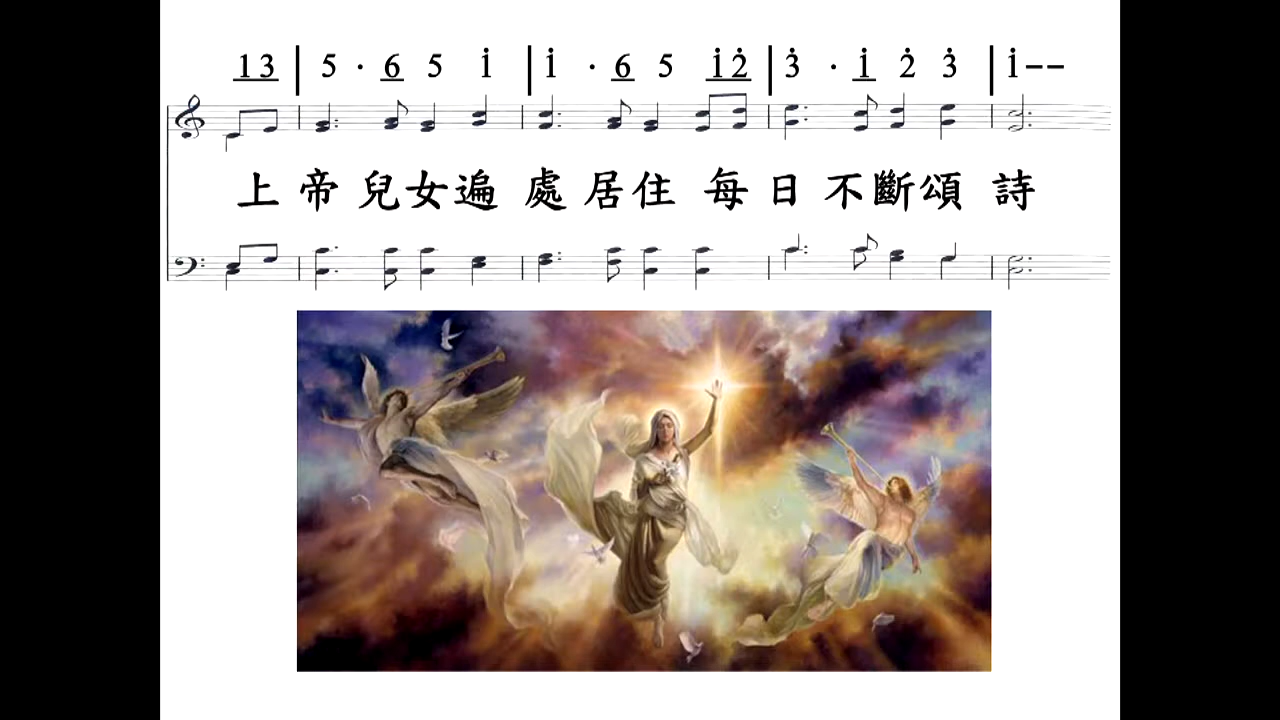 13 | 5 · 6 5 i | i · 6 5 i2̇ | 3̇ · i 2̇ 3̇ | i--
上帝兒女遍處居住每日不斷頌詩